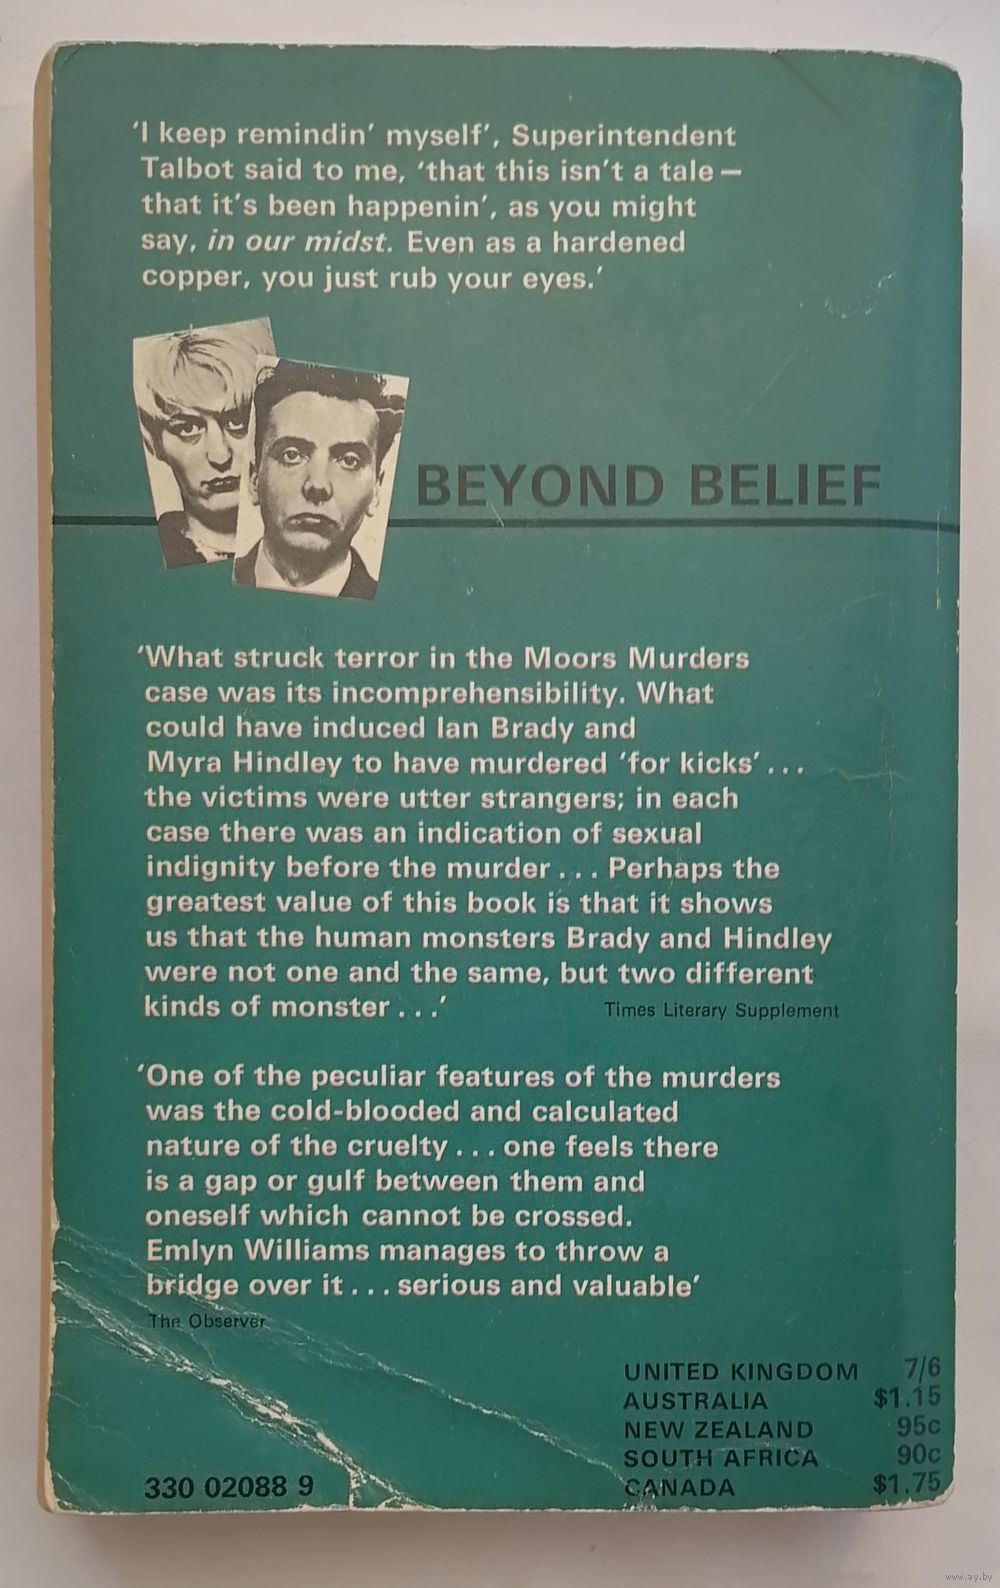 ‘I keep remindin’ myself’, Superintendent
Talbot said to me, ‘that this isn’t a tale —
that it’s been happenin’, as you might
say, in our midst. Even as a hardened
copper, you just rub your eyes.’
BEYOND BELIEF
‘What struck terror in the Moors Murders
case was its incomprehensibility. What
could have induced Ian Brady and
Myra Hindley to have murdered ‘for kicks’ . . .
the victims were utter strangers; in each
case there was an indication of sexual
indignity before the murder . . . Perhaps the
greatest value of this book is that it shows
us that the human monsters Brady and Hindley
were not one and the same, but two different
kinds of monster . . .’ Times Literary Supplement
‘One of the peculiar features of the murders
was the cold-blooded and calculated
nature of the cruelty . . . one feels there
is a gap or gulf between them and
oneself which cannot be crossed.
Emlyn Williams manages to throw a
bridge over it . . . serious and valuable’
The Observer
UNITED KINGDOM 7/6
AUSTRALIA $1.15
NEW ZEALAND 95c
SOUTH AFRICA 90c
CANADA $1.75
330 02088 9
www.ay.by